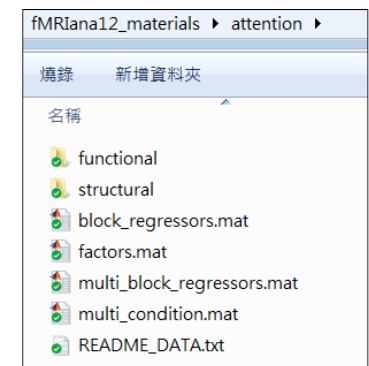 fMRIana12_materials ▸ attention ▸
燒錄 新增資料夾
名稱
functional
structural
block_regressors.mat
factors.mat
multi_block_regressors.mat
multi_condition.mat
README_DATA.txt